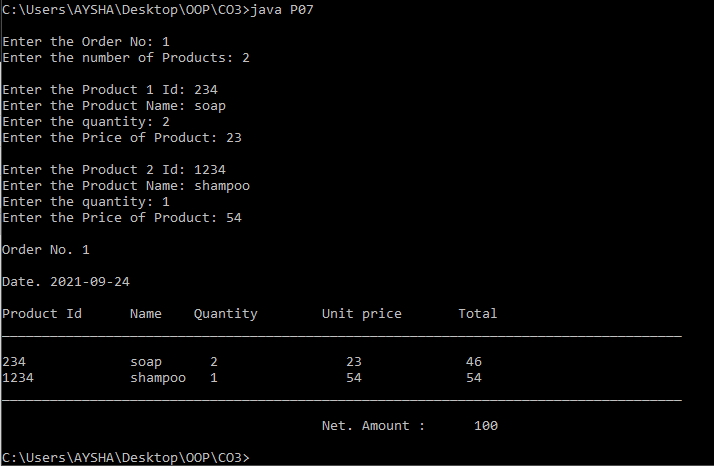 C:\Users\AYSHA\Desktop\OOP\CO3>java P07
Enter the Order No: 1
Enter the number of Products: 2
Enter the Product 1 Id: 234
Enter the Product Name: soap
Enter the quantity: 2
Enter the Price of Product: 23
Enter the Product 2 Id: 1234
Enter the Product Name: shampoo
Enter the quantity: 1
Enter the Price of Product: 54
Order No. 1
Date. 2021-09-24
Product Id      Name    Quantity        Unit price       Total
234             soap      2                23             46
1234            shampoo   1                54             54
Net. Amount :      100
C:\Users\AYSHA\Desktop\OOP\CO3>